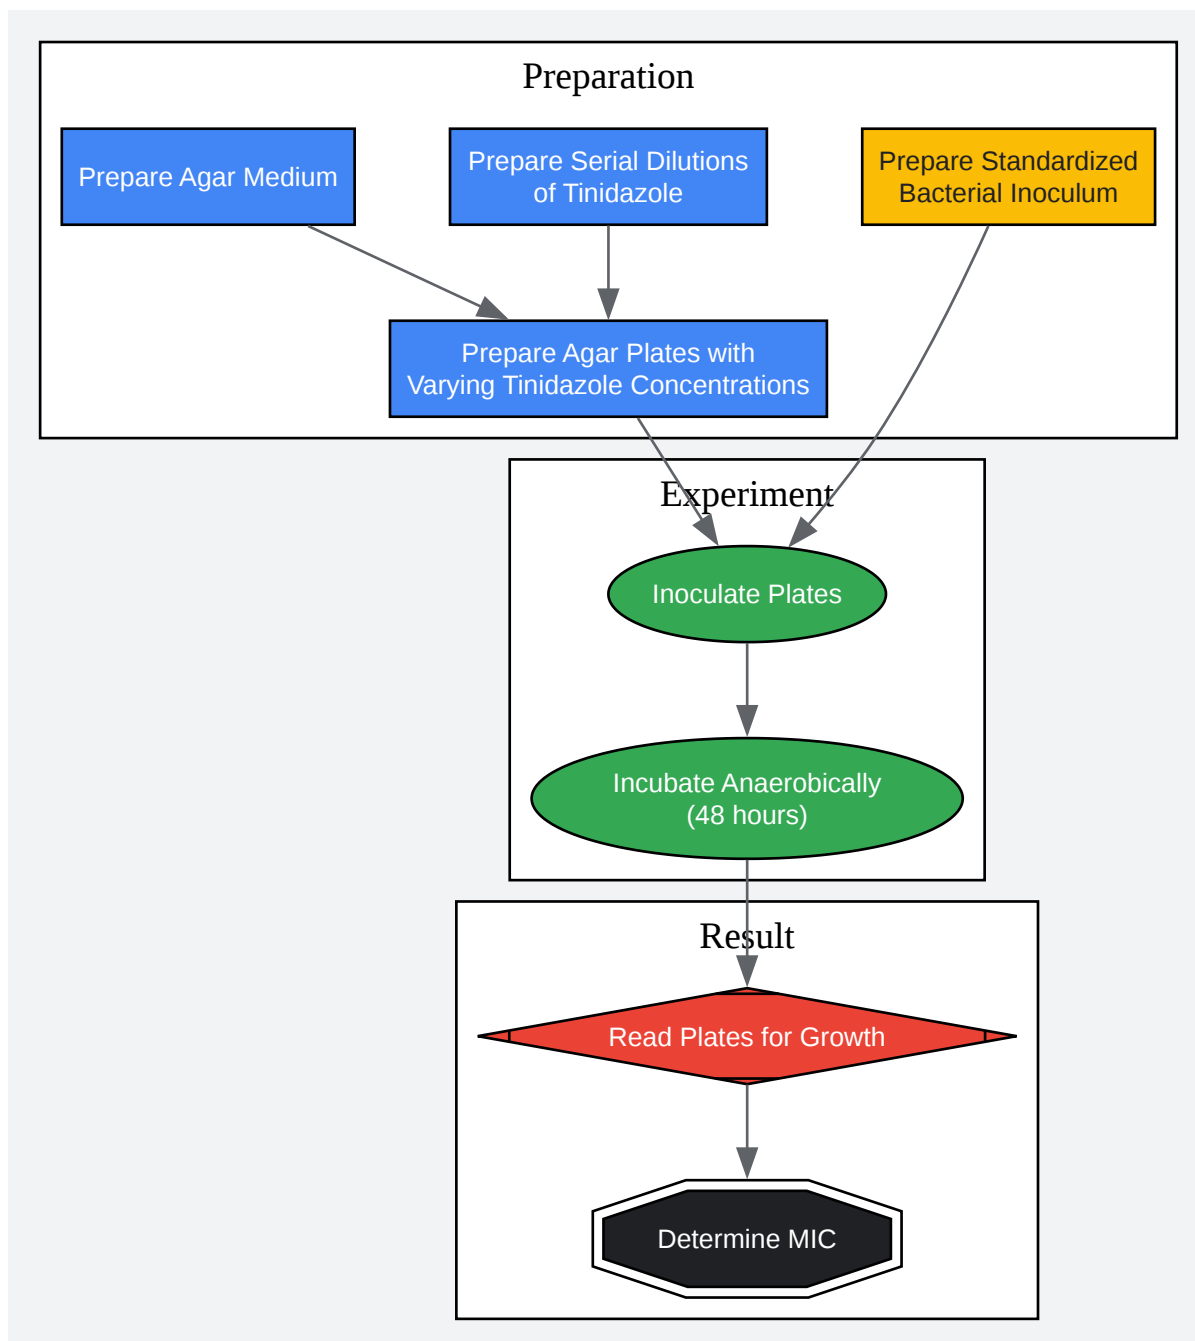 Preparation
Prepare Agar Medium
Prepare Serial Dilutions
of Tinidazole
Prepare Standardized
Bacterial Inoculum
Prepare Agar Plates with
Varying Tinidazole Concentrations
Experiment
Inoculate Plates
Incubate Anaerobically
(48 hours)
Result
Read Plates for Growth
Determine MIC